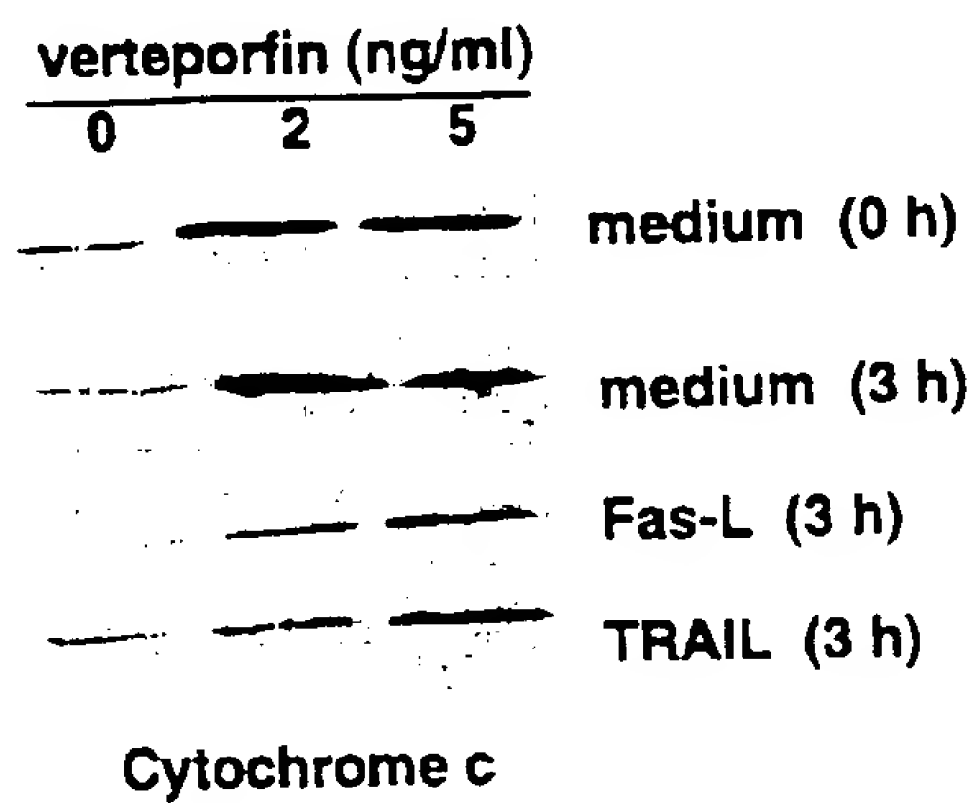 verteporfin (ng/ml)
0 2 5
medium (0 h)
medium (3 h)
Fas-L (3 h)
TRAIL (3 h)
Cytochrome c